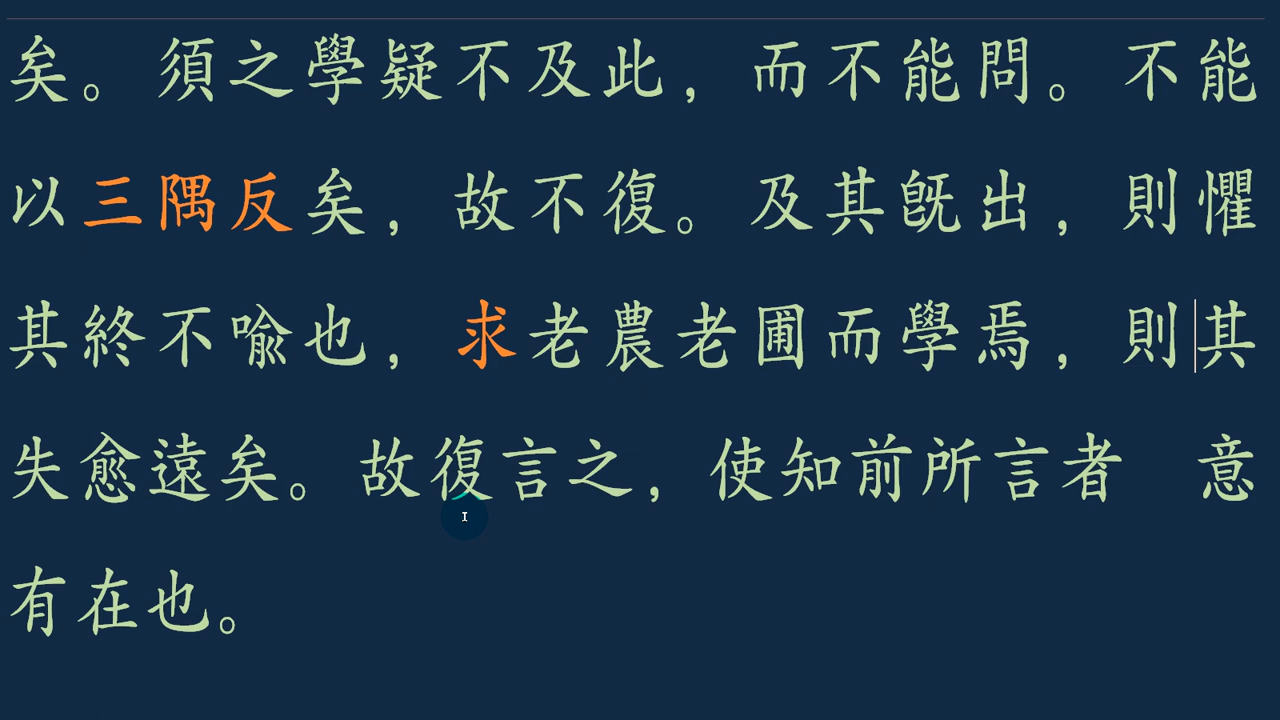 矣。須之學疑不及此，而不能問。不能
以三隅反矣，故不復。及其旣出，則懼
其終不喻也，求老農老圃而學焉，則其
失愈遠矣。故復言之，使知前所言者　意
有在也。